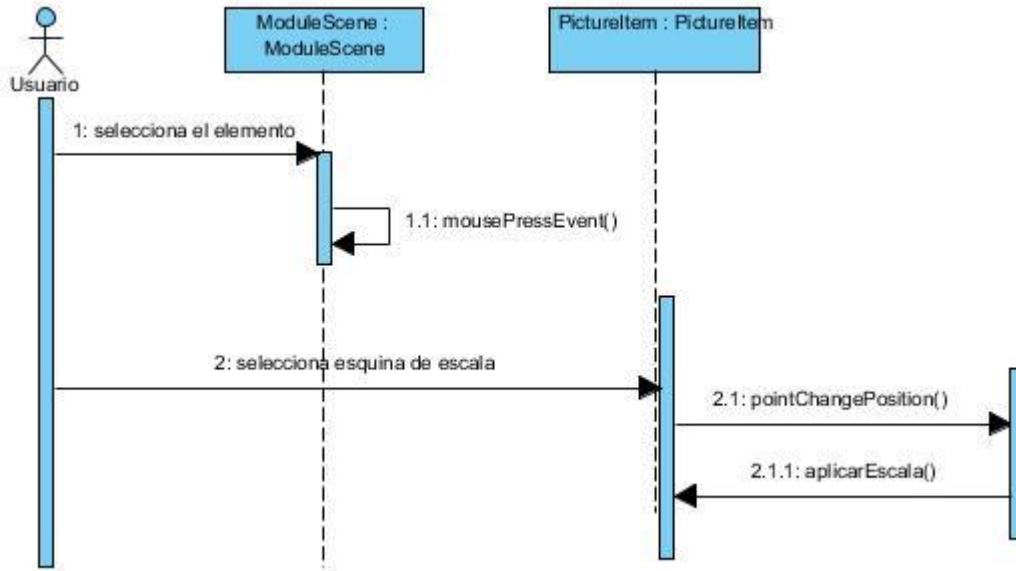 ModuleScene :
ModuleScene
PictureItem : PictureItem
Usuario
1: selecciona el elemento
1.1: mousePressEvent()
2: selecciona esquina de escala
2.1: pointChangePosition()
2.1.1: aplicarEscala()